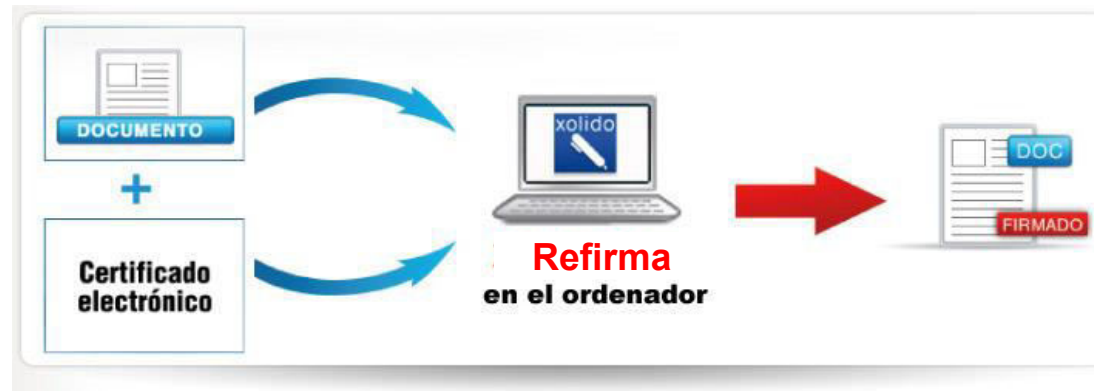 DOCUMENTO
+
Certificado
electrónico
xolido
Refirma
en el ordenador
DOC
FIRMADO